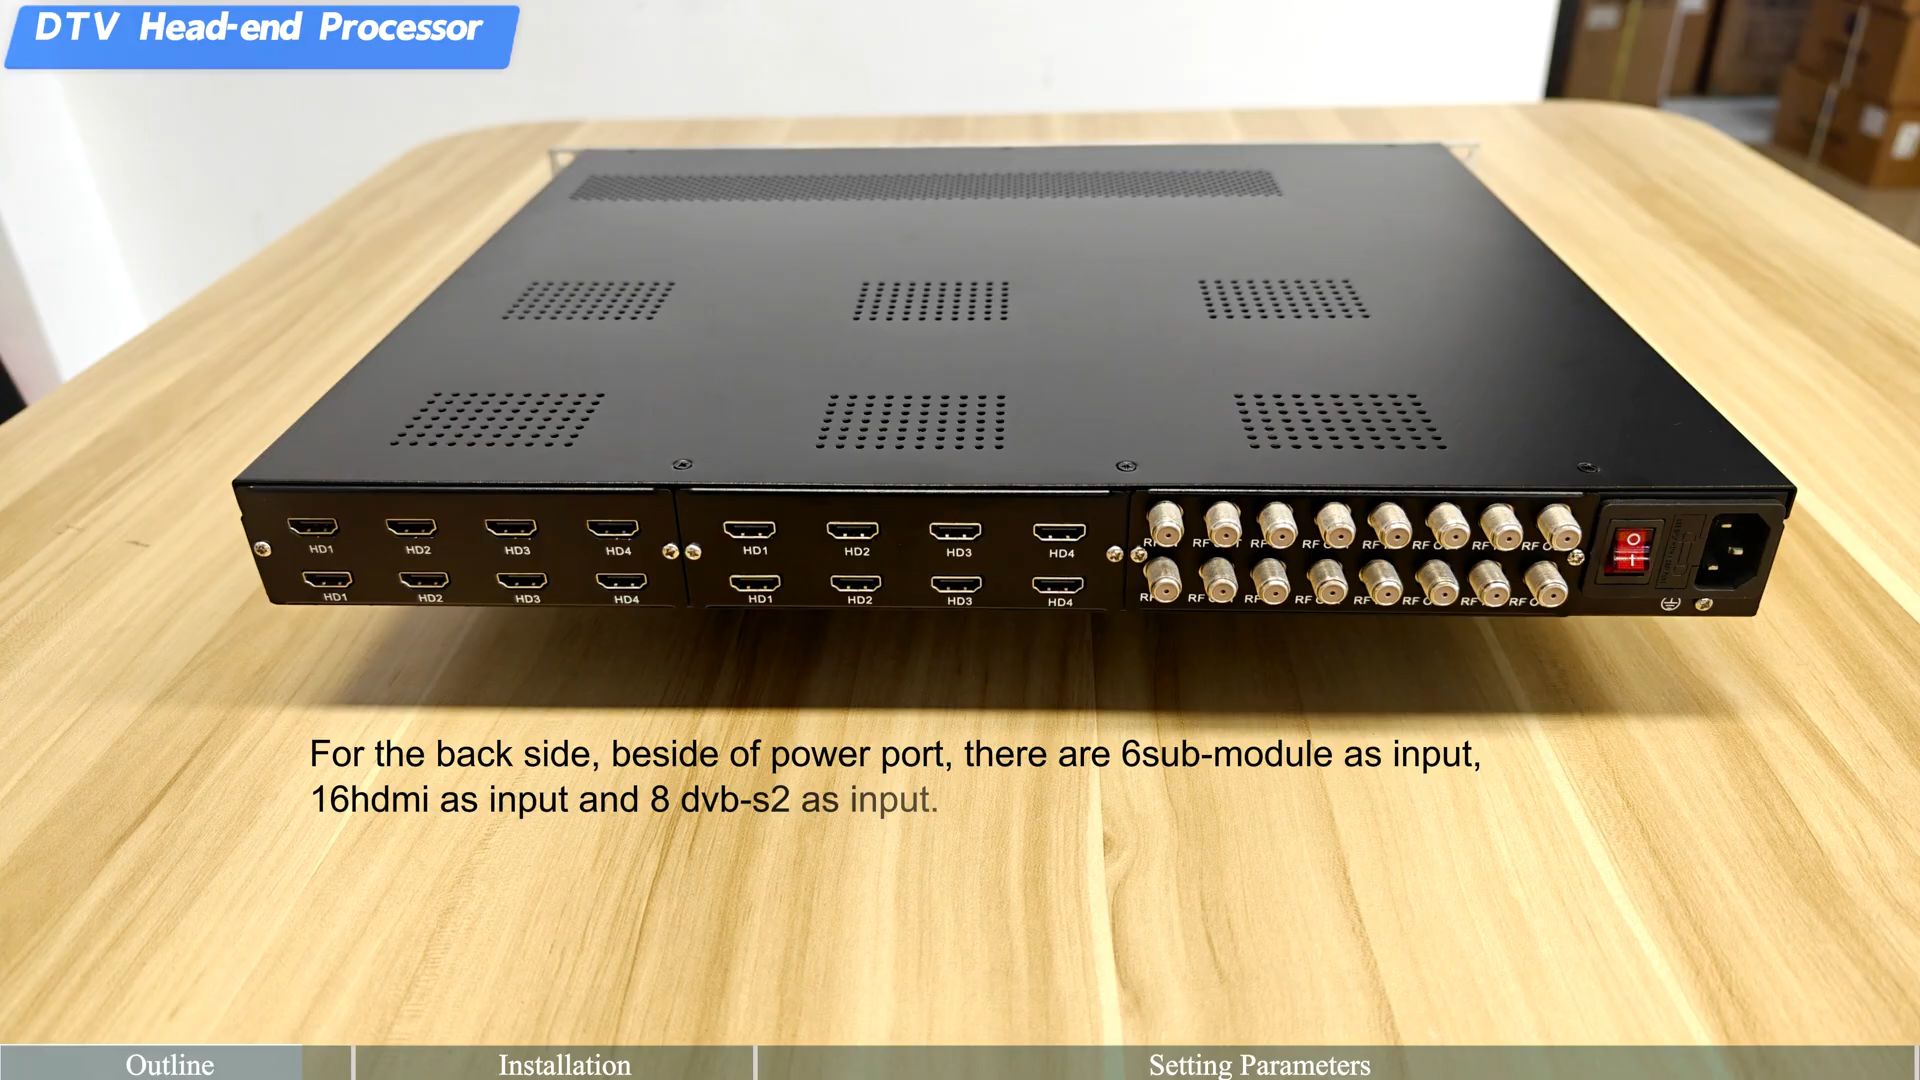 DTV Head-end Processor
HD1 HD2 HD3 HD4 HD1 HD2 HD3 HD4
HD1 HD2 HD3 HD4 HD1 HD2 HD3 HD4
For the back side, beside of power port, there are 6sub-module as input,
16hdmi as input and 8 dvb-s2 as input.
Outline Installation Setting Parameters